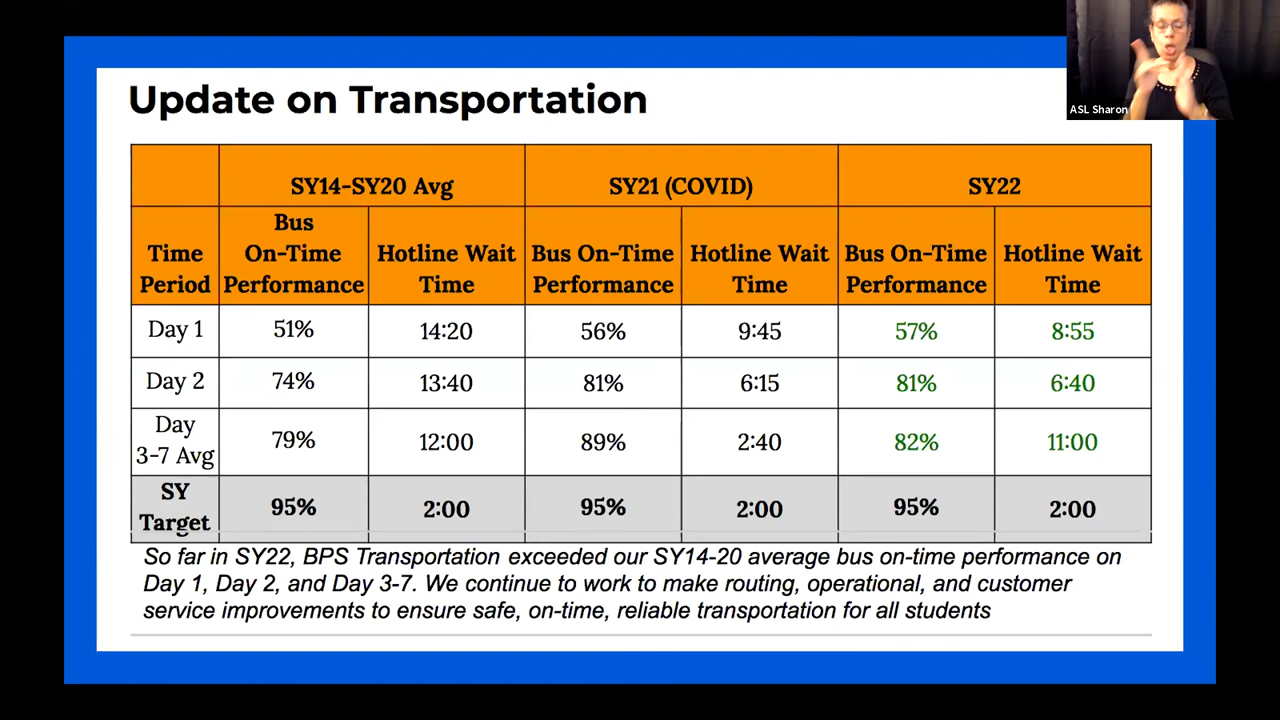 ASL Sharon
Update on Transportation
SY14-SY20 Avg SY21 (COVID) SY22
Time Period Bus On-Time Performance Hotline Wait Time Bus On-Time Performance Hotline Wait Time Bus On-Time Performance Hotline Wait Time
Day 1 51% 14:20 56% 9:45 57% 8:55
Day 2 74% 13:40 81% 6:15 81% 6:40
Day 3-7 Avg 79% 12:00 89% 2:40 82% 11:00
SY Target 95% 2:00 95% 2:00 95% 2:00
So far in SY22, BPS Transportation exceeded our SY14-20 average bus on-time performance on
Day 1, Day 2, and Day 3-7. We continue to work to make routing, operational, and customer
service improvements to ensure safe, on-time, reliable transportation for all students